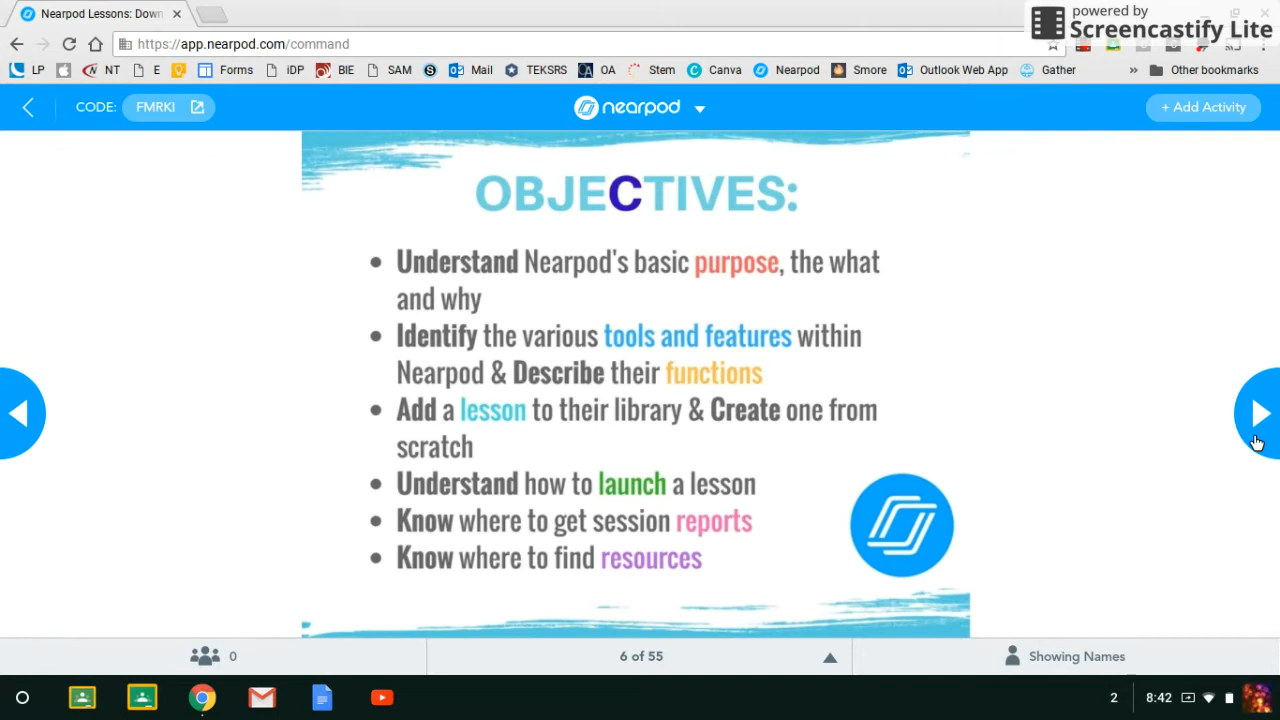 Nearpod Lessons: Down
powered by
Screencastify Lite
https://app.nearpod.com/command
LP NT E Forms iDP BIE SAM Mail TEKSRS OA Stem Canva Nearpod Smore Outlook Web App Gather » Other bookmarks
CODE: FMRKI nearpod + Add Activity
OBJECTIVES:
• Understand Nearpod's basic purpose, the what
and why
• Identify the various tools and features within
Nearpod & Describe their functions
• Add a lesson to their library & Create one from
scratch
• Understand how to launch a lesson
• Know where to get session reports
• Know where to find resources
0 6 of 55 Showing Names
2 8:42